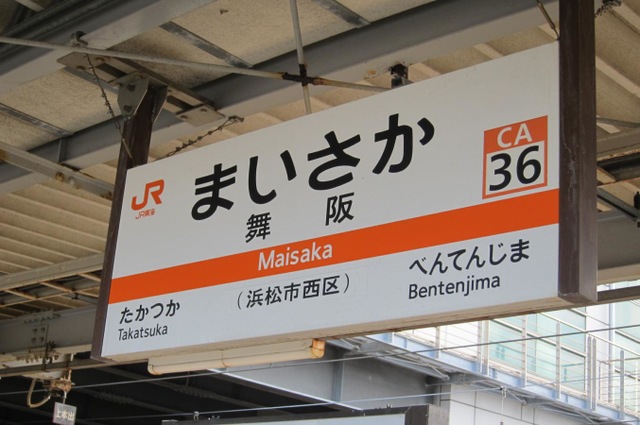 JR
JR東海
まいさか
舞阪
CA
36
Maisaka
たかつか
Takatsuka
(浜松市西区)
べんてんじま
Bentenjima